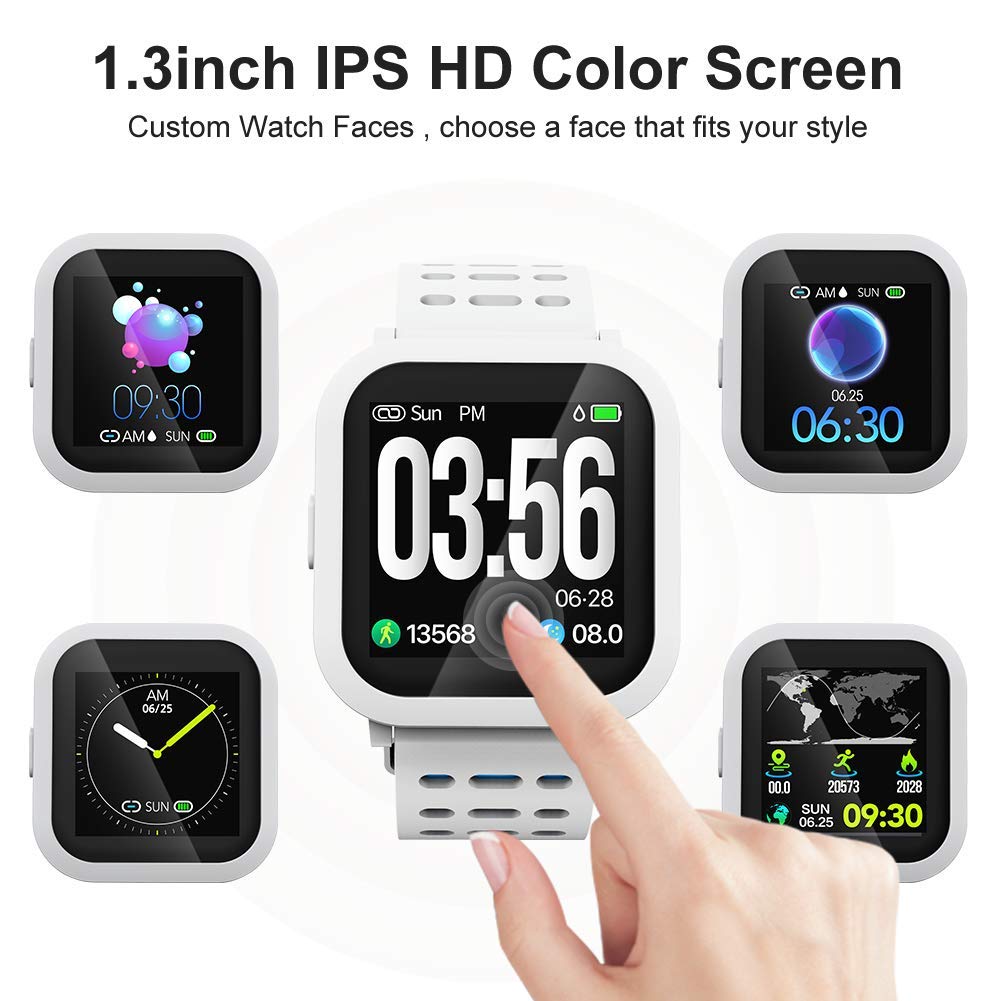 1.3inch IPS HD Color Screen
Custom Watch Faces , choose a face that fits your style
09:30
AM SUN
AM SUN
06.25
06:30
Sun PM
03:56
06-28
13568 08.0
AM
06/25
SUN
00.0 20573 2028
SUN
06.25 09:30